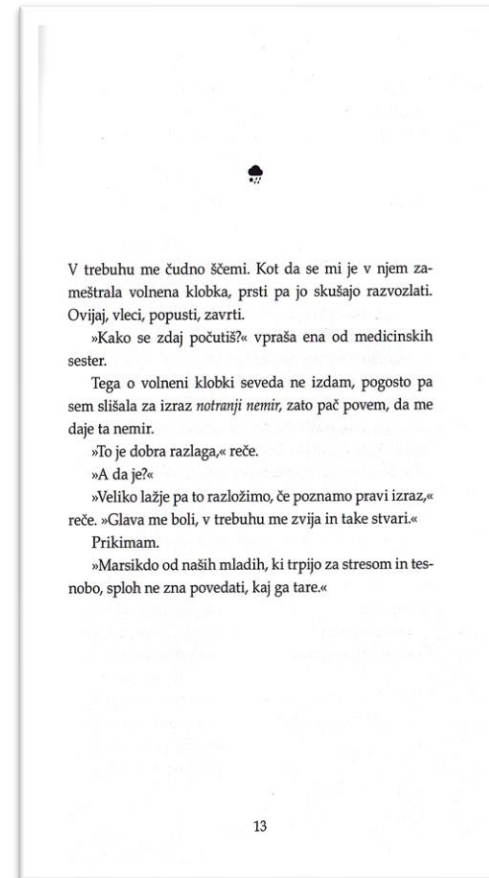 V trebuhu me čudno ščemi. Kot da se mi je v njem za-
meštrala volnena klobka, prsti pa jo skušajo razvozlati.
Ovijaj, vleci, popusti, zavrti.
»Kako se zdaj počutiš?« vpraša ena od medicinskih
sester.
Tega o volneni klobki seveda ne izdam, pogosto pa
sem slišala za izraz notranji nemir, zato pač povem, da me
daje ta nemir.
»To je dobra razlaga,« reče.
»A da je?«
»Veliko lažje pa to razložimo, če poznamo pravi izraz,«
reče. »Glava me boli, v trebuhu me zvija in take stvari.«
Prikimam.
»Marsikdo od naših mladih, ki trpijo za stresom in tes-
nobo, sploh ne zna povedati, kaj ga tare.«
13